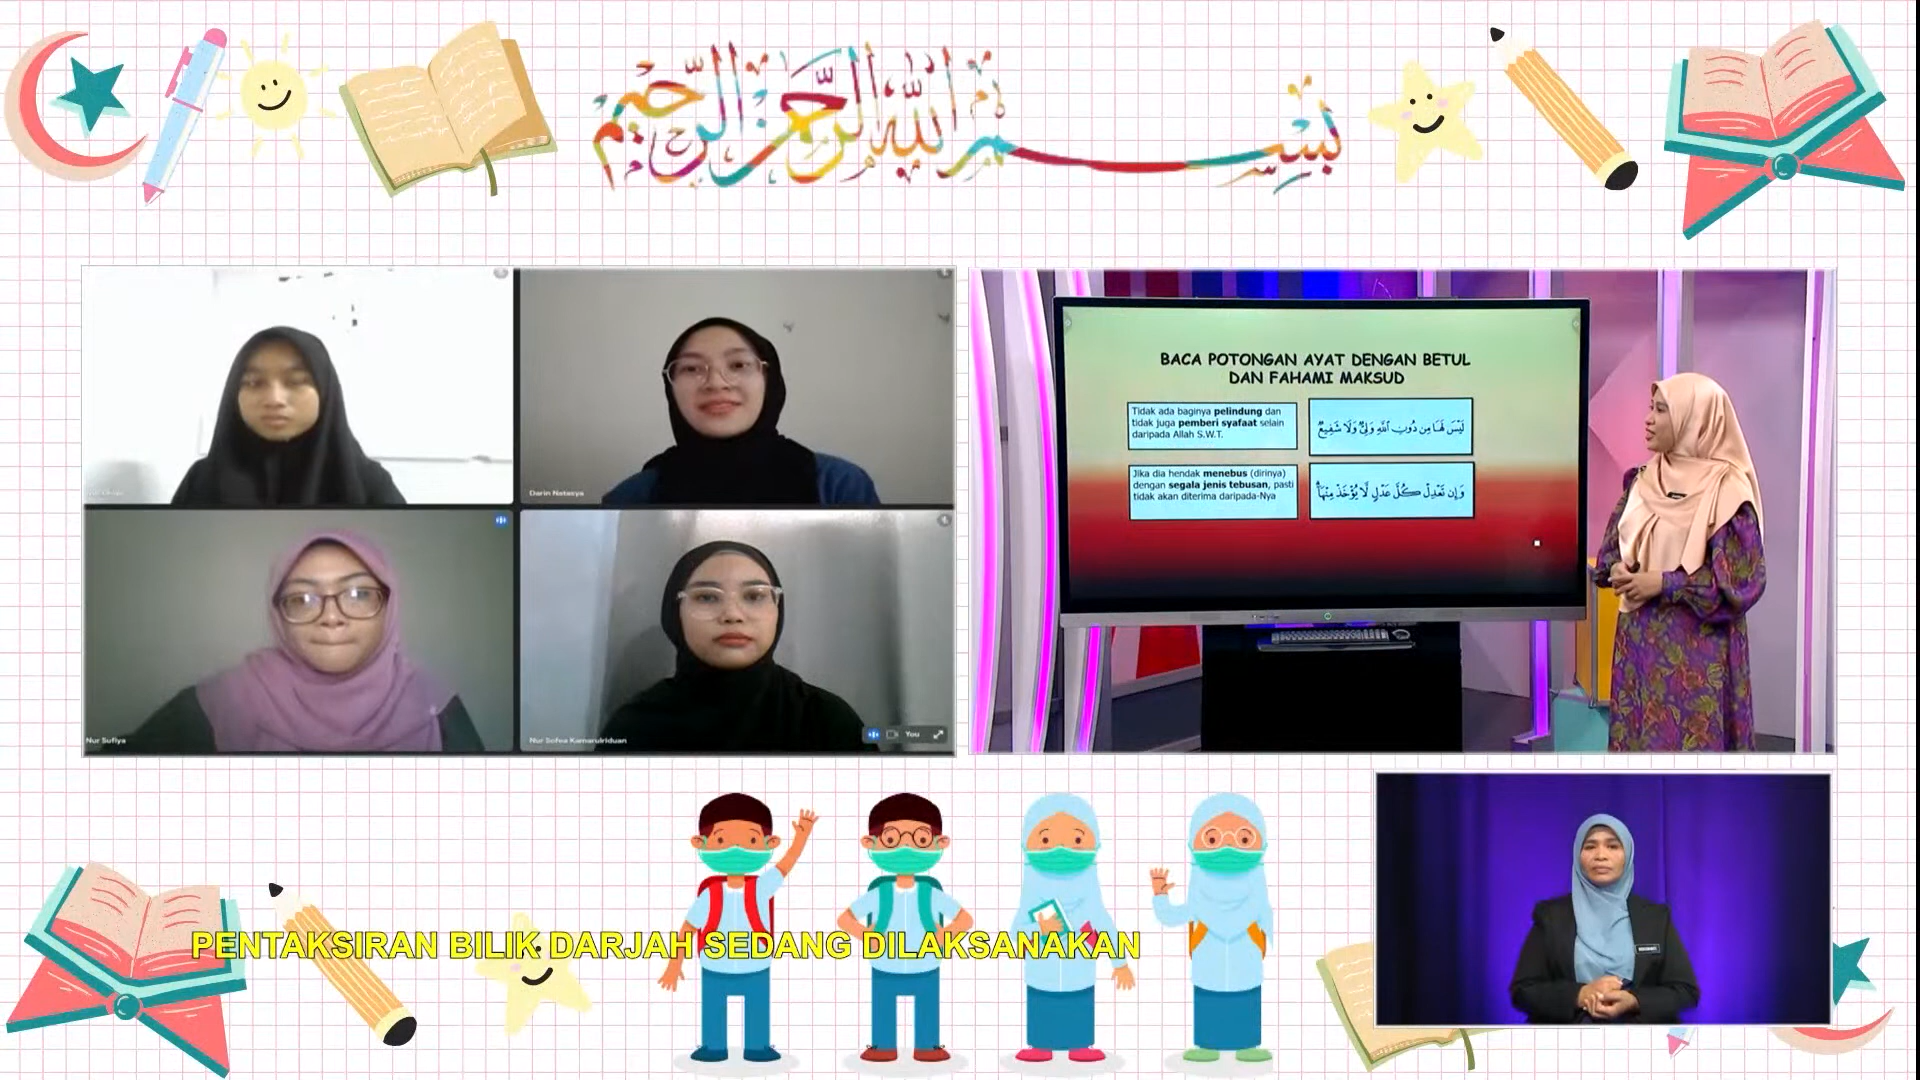 بِسْمِ اللهِ الرَّحْمٰنِ الرَّحِيْمِ
Darin Natasya
Nur Sufiya
Nur Sofea Kamarulriduan
You
BACA POTONGAN AYAT DENGAN BETUL
DAN FAHAMI MAKSUD
Tidak ada baginya pelindung dan
tidak juga pemberi syafaat selain
daripada Allah S.W.T.
لَيْسَ لَهَا مِن دُونِ ٱللَّهِ وَلِيٌّ وَلَا شَفِيعٌ
Jika dia hendak menebus (dirinya)
dengan segala jenis tebusan, pasti
tidak akan diterima daripada-Nya
وَإِن تَعْدِلْ كُلَّ عَدْلٍ لَّا يُؤْخَذْ مِنْهَآ
PENTAKSIRAN BILIK DARJAH SEDANG DILAKSANAKAN